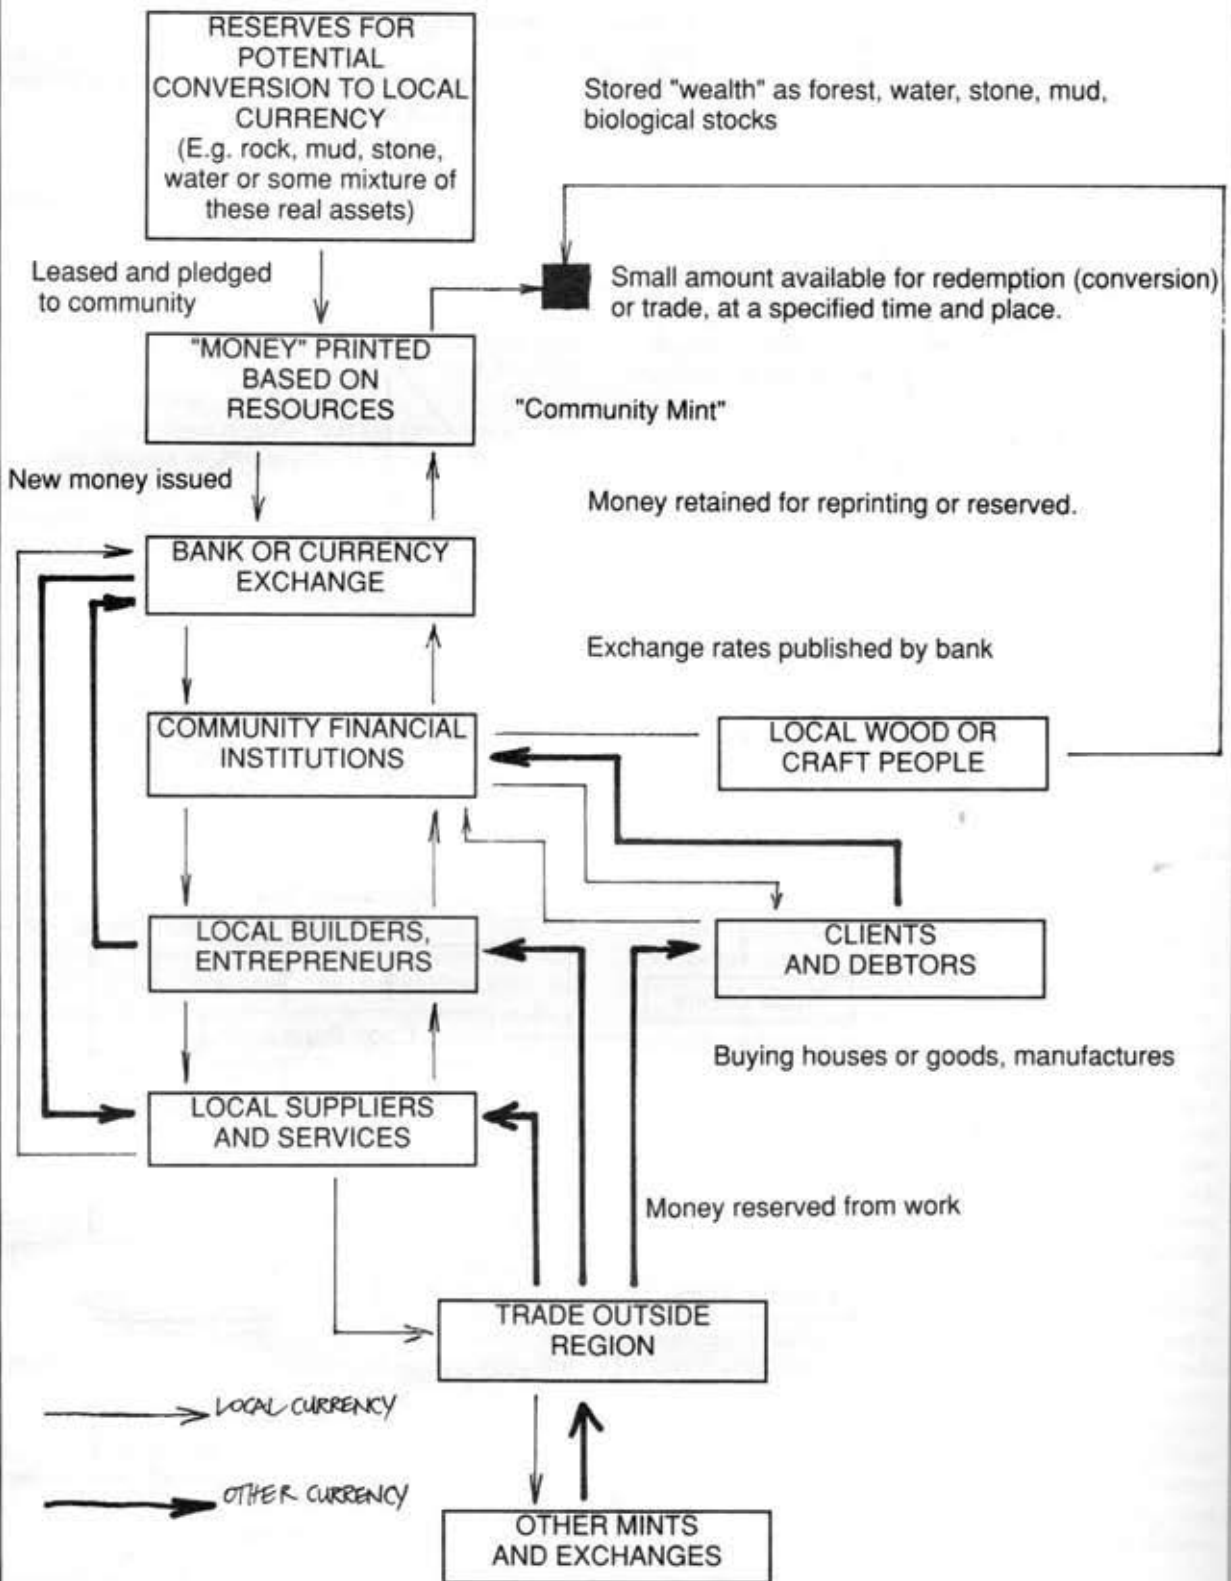 RESERVES FOR
POTENTIAL
CONVERSION TO LOCAL
CURRENCY
(E.g. rock, mud, stone,
water or some mixture of
these real assets)
Stored "wealth" as forest, water, stone, mud,
biological stocks
Leased and pledged
to community
Small amount available for redemption (conversion)
or trade, at a specified time and place.
"MONEY" PRINTED
BASED ON
RESOURCES
"Community Mint"
New money issued
Money retained for reprinting or reserved.
BANK OR CURRENCY
EXCHANGE
Exchange rates published by bank
COMMUNITY FINANCIAL
INSTITUTIONS
LOCAL WOOD OR
CRAFT PEOPLE
LOCAL BUILDERS,
ENTREPRENEURS
CLIENTS
AND DEBTORS
Buying houses or goods, manufactures
LOCAL SUPPLIERS
AND SERVICES
Money reserved from work
TRADE OUTSIDE
REGION
LOCAL CURRENCY
OTHER CURRENCY
OTHER MINTS
AND EXCHANGES